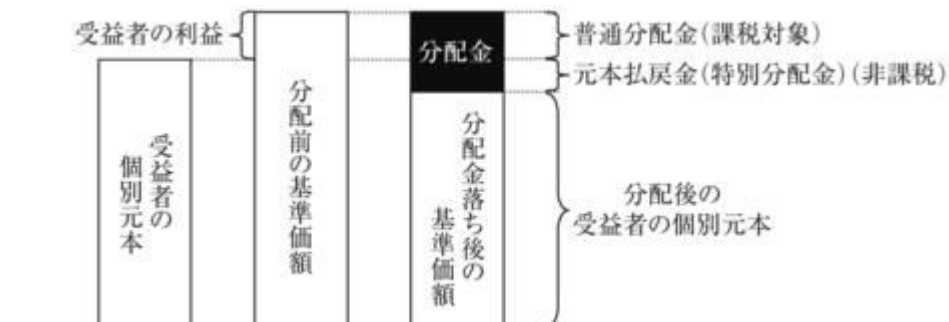 受益者の利益
分配金
普通分配金(課税対象)
元本払戻金(特別分配金)(非課税)
受益者の
個別元本
分配前の基準価額
分配金落ち後の
基準価額
分配後の
受益者の個別元本